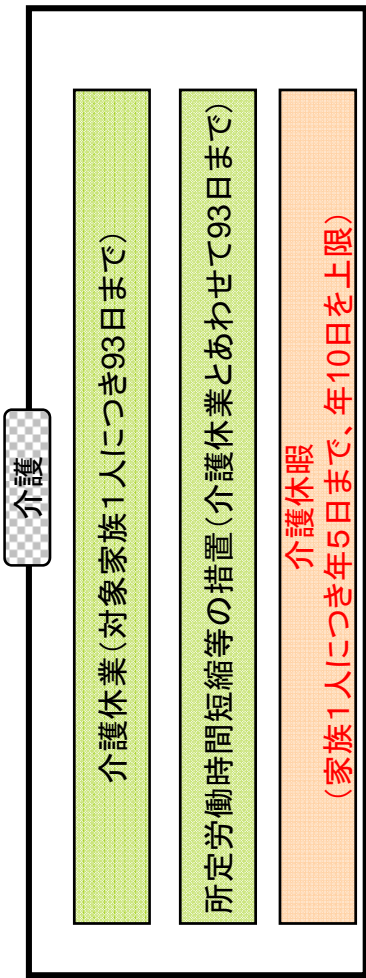 介護
介護休業(対象家族1人につき93日まで)
所定労働時間短縮等の措置(介護休業とあわせて93日まで)
介護休暇
(家族1人につき年5日まで、年10日を上限)